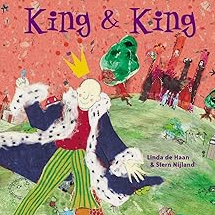 King & King
Linda de Haan
& Stern Nijland